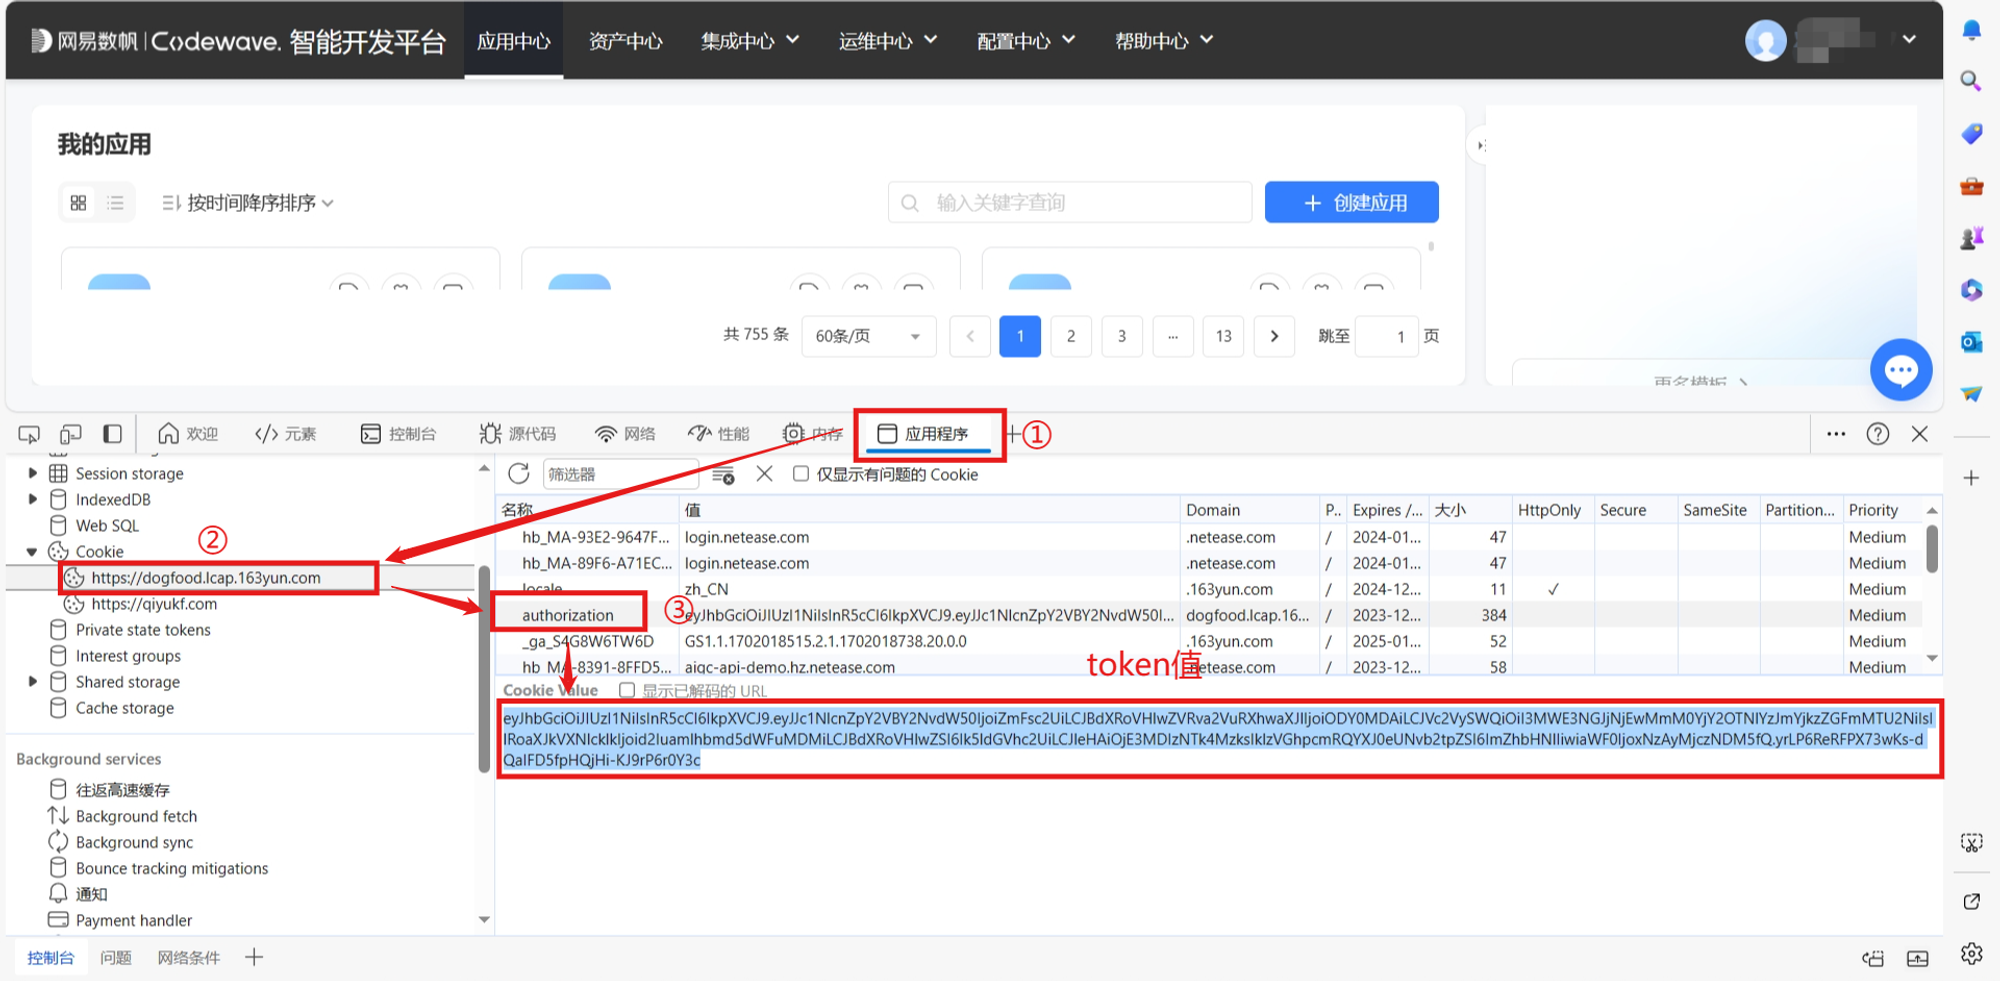 网易数帆 | Codewave. 智能开发平台
应用中心
资产中心
集成中心
运维中心
配置中心
帮助中心
我的应用
按时间降序排序
输入关键字查询
+ 创建应用
共 755 条
60条/页
1
2
3
...
13
跳至 1 页
更多模板
欢迎
元素
控制台
源代码
网络
性能
内存
应用程序
①
Session storage
IndexedDB
Web SQL
②
Cookie
https://dogfood.lcap.163yun.com
https://qiyukf.com
Private state tokens
Interest groups
Shared storage
Cache storage
Background services
往返高速缓存
Background fetch
Background sync
Bounce tracking mitigations
通知
Payment handler
筛选器
仅显示有问题的 Cookie
名称 值 Domain P.. Expires /... 大小 HttpOnly Secure SameSite Partition... Priority
hb_MA-93E2-9647F... login.netease.com .netease.com / 2024-01... 47 Medium
hb_MA-89F6-A71EC... login.netease.com .netease.com / 2024-01... 47 Medium
locale zh_CN .163yun.com / 2024-12... 11 ✓ Medium
authorization ③ eyJhbGciOiJIUzI1NiIsInR5cCI6IkpXVCJ9.eyJJc1NlcnZpY2VBY2NvdW50I... dogfood.lcap.16... / 2023-12... 384 Medium
_ga_S4G8W6TW6D GS1.1.1702018515.2.1.1702018738.20.0.0 .163yun.com / 2025-01... 52 Medium
hb_MA-8391-8FFD5... aigc-api-demo.hz.netease.com .netease.com / 2023-12... 58 Medium
token值
Cookie Value 显示已解码的 URL
控制台
问题
网络条件